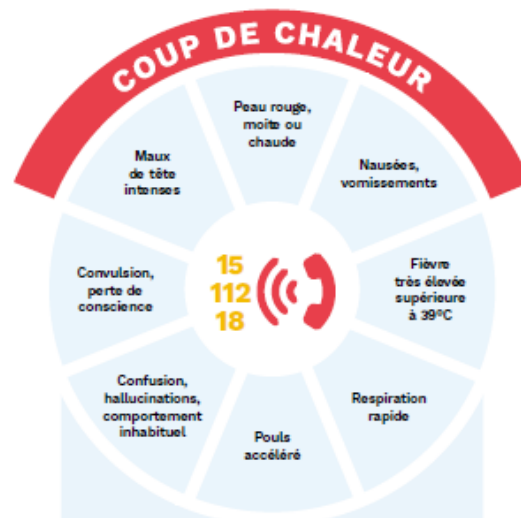 COUP DE CHALEUR
Peau rouge,
moite ou
chaude
Nausées,
vomissements
Fièvre
très élevée
supérieure
à 39°C
Respiration
rapide
Pouls
accéléré
Confusion,
hallucinations,
comportement
inhabituel
Convulsion,
perte de
conscience
Maux
de tête
intenses
15
112
18